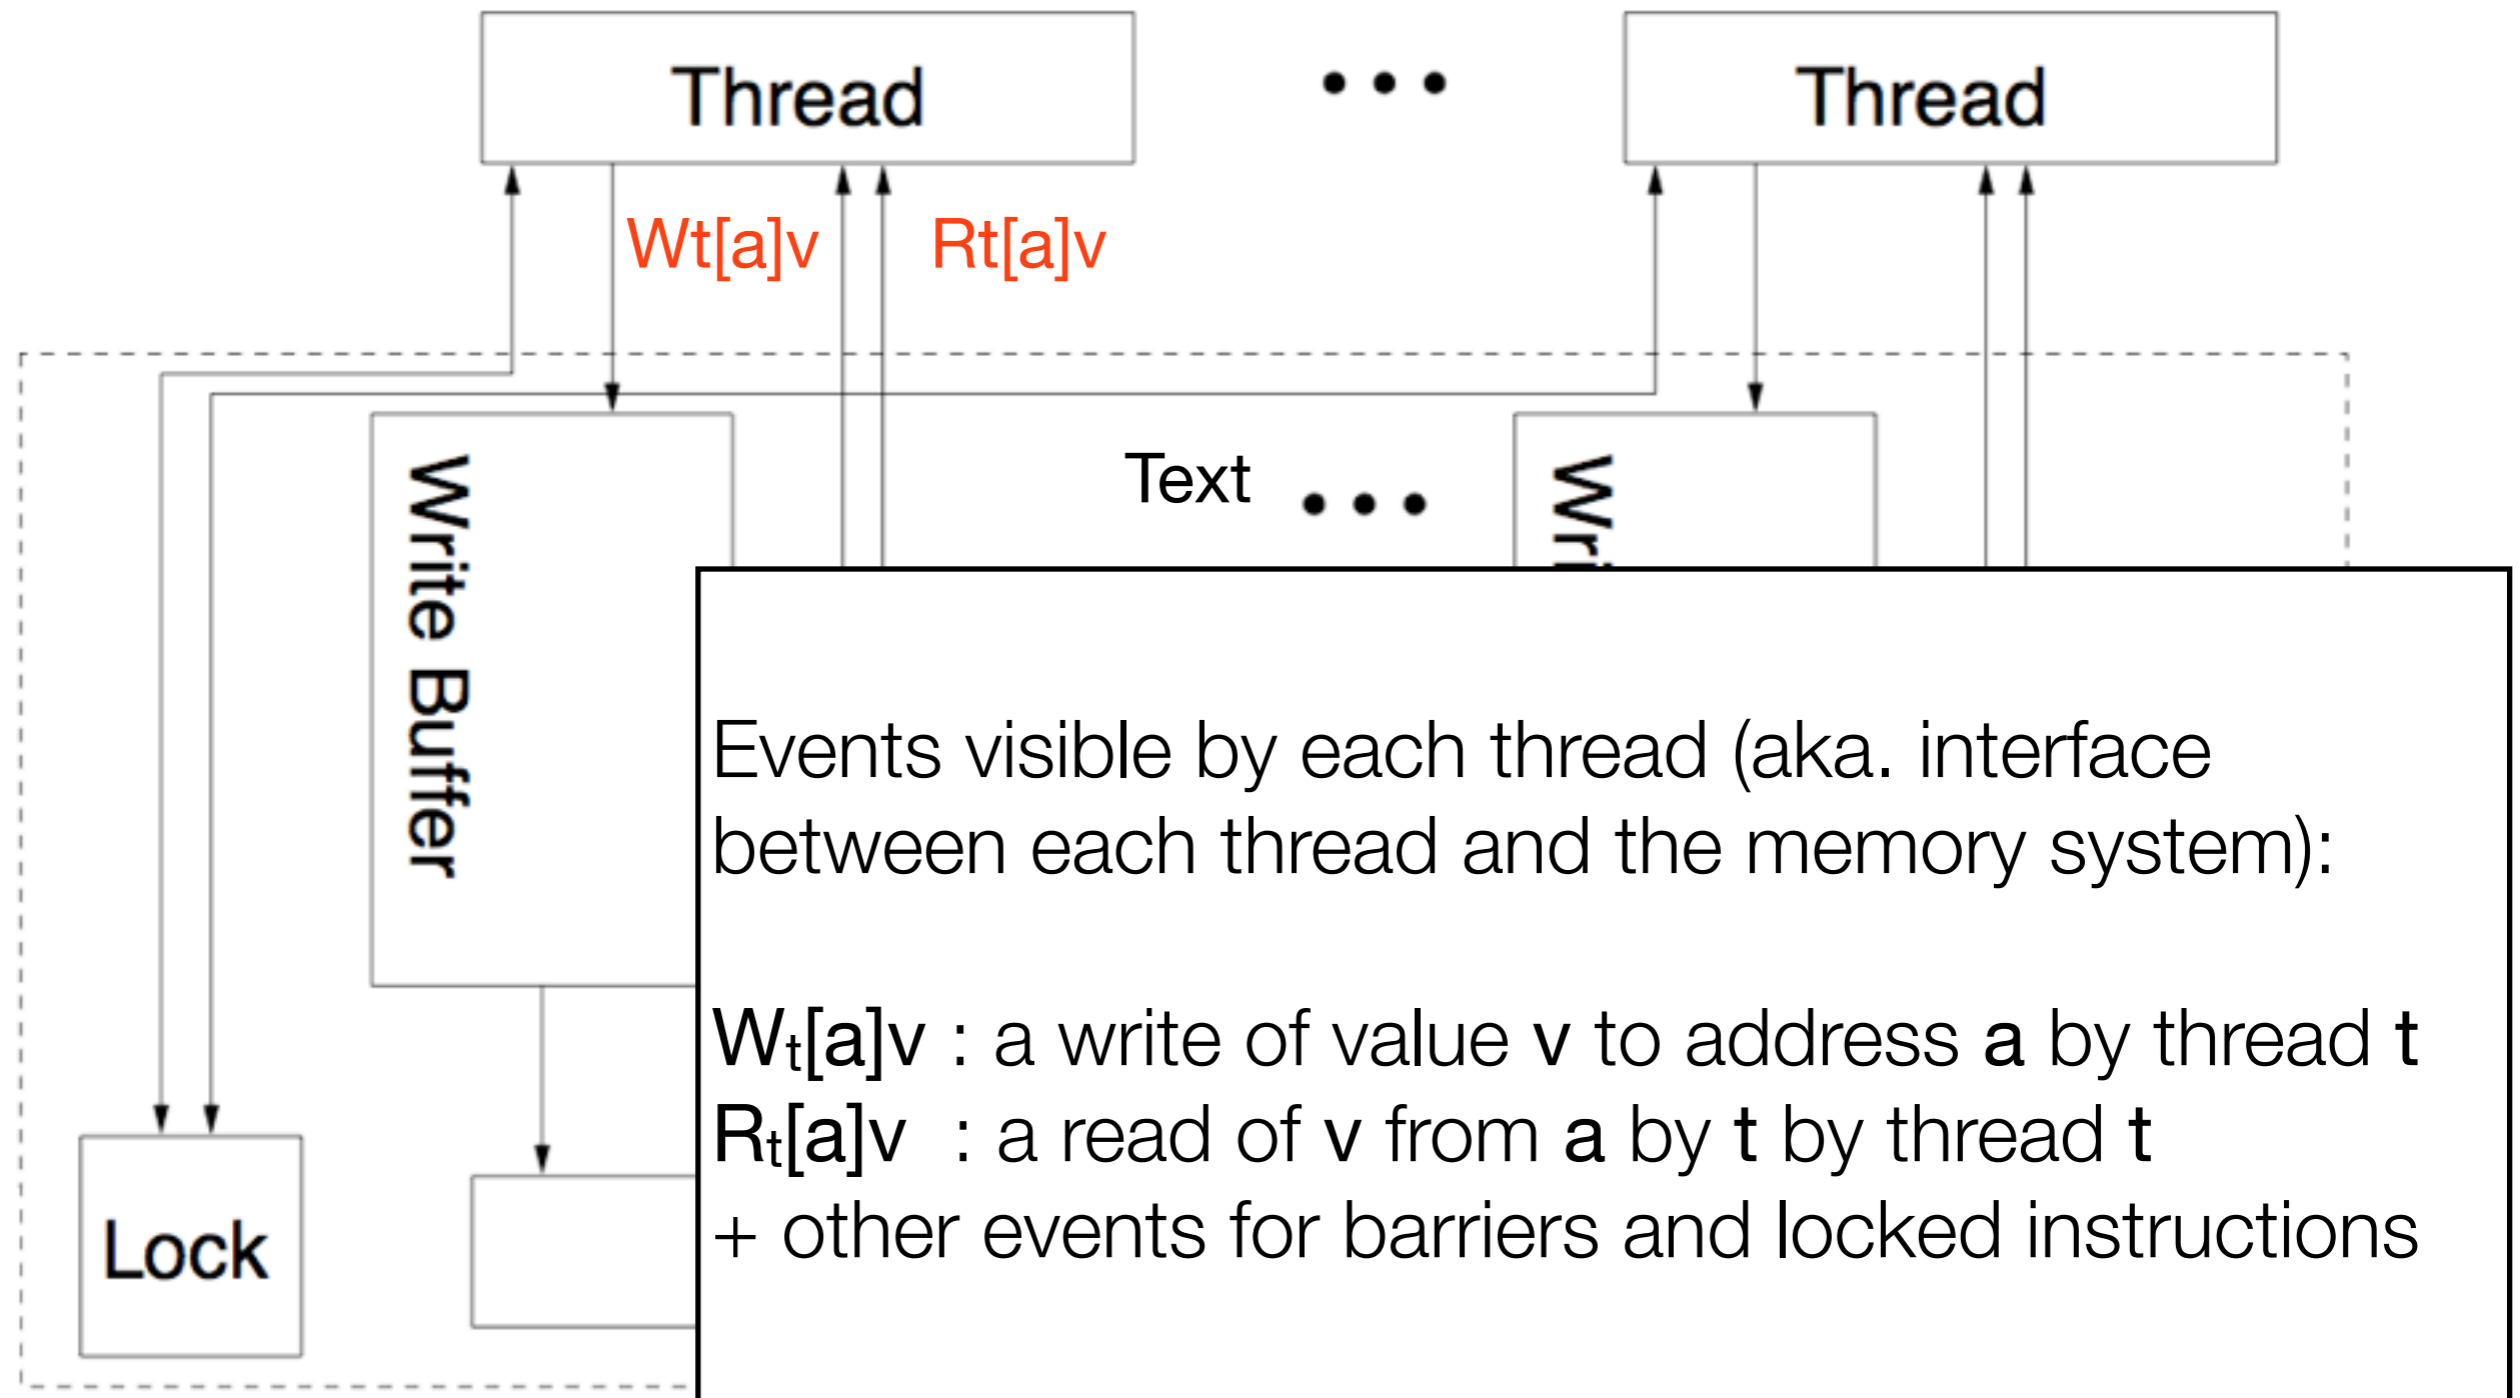 Thread
• • •
Thread
Wt[a]v
Rt[a]v
Write Buffer
Text
• • •
Wri
Events visible by each thread (aka. interface
between each thread and the memory system):
Wt[a]v : a write of value v to address a by thread t
Rt[a]v : a read of v from a by t by thread t
+ other events for barriers and locked instructions
Lock